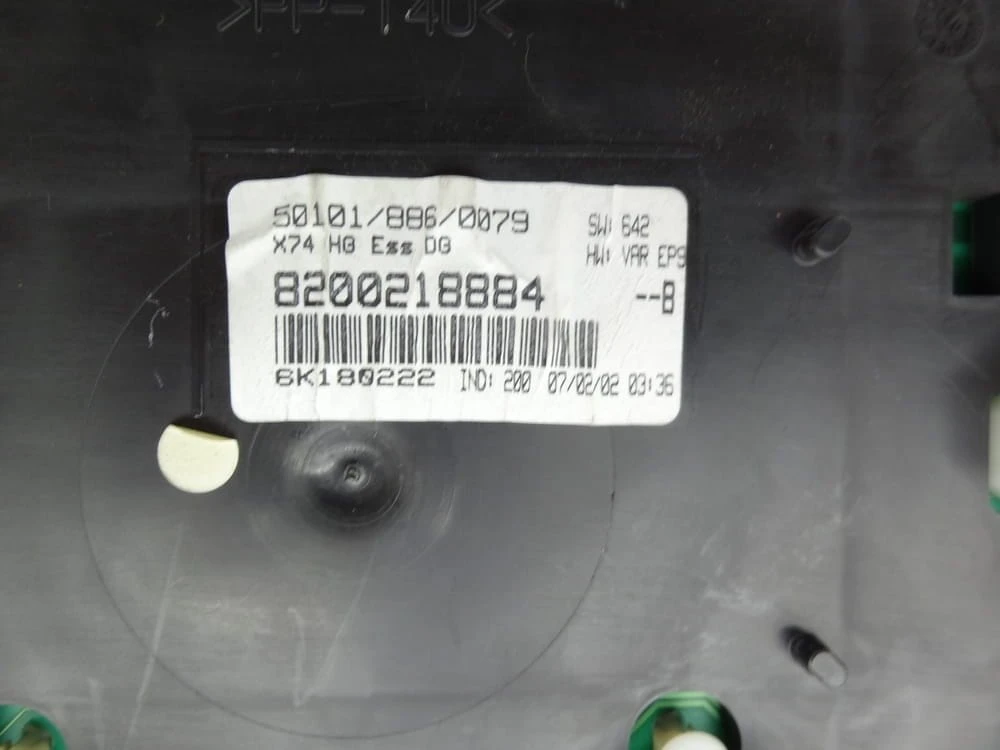 >PP-T40<
50101/886/0079
SW: 642
X74 HG Ess DG
HW: VAR EPS
8200218884
--B
6K180222 IND: 200 07/02/02 03:36